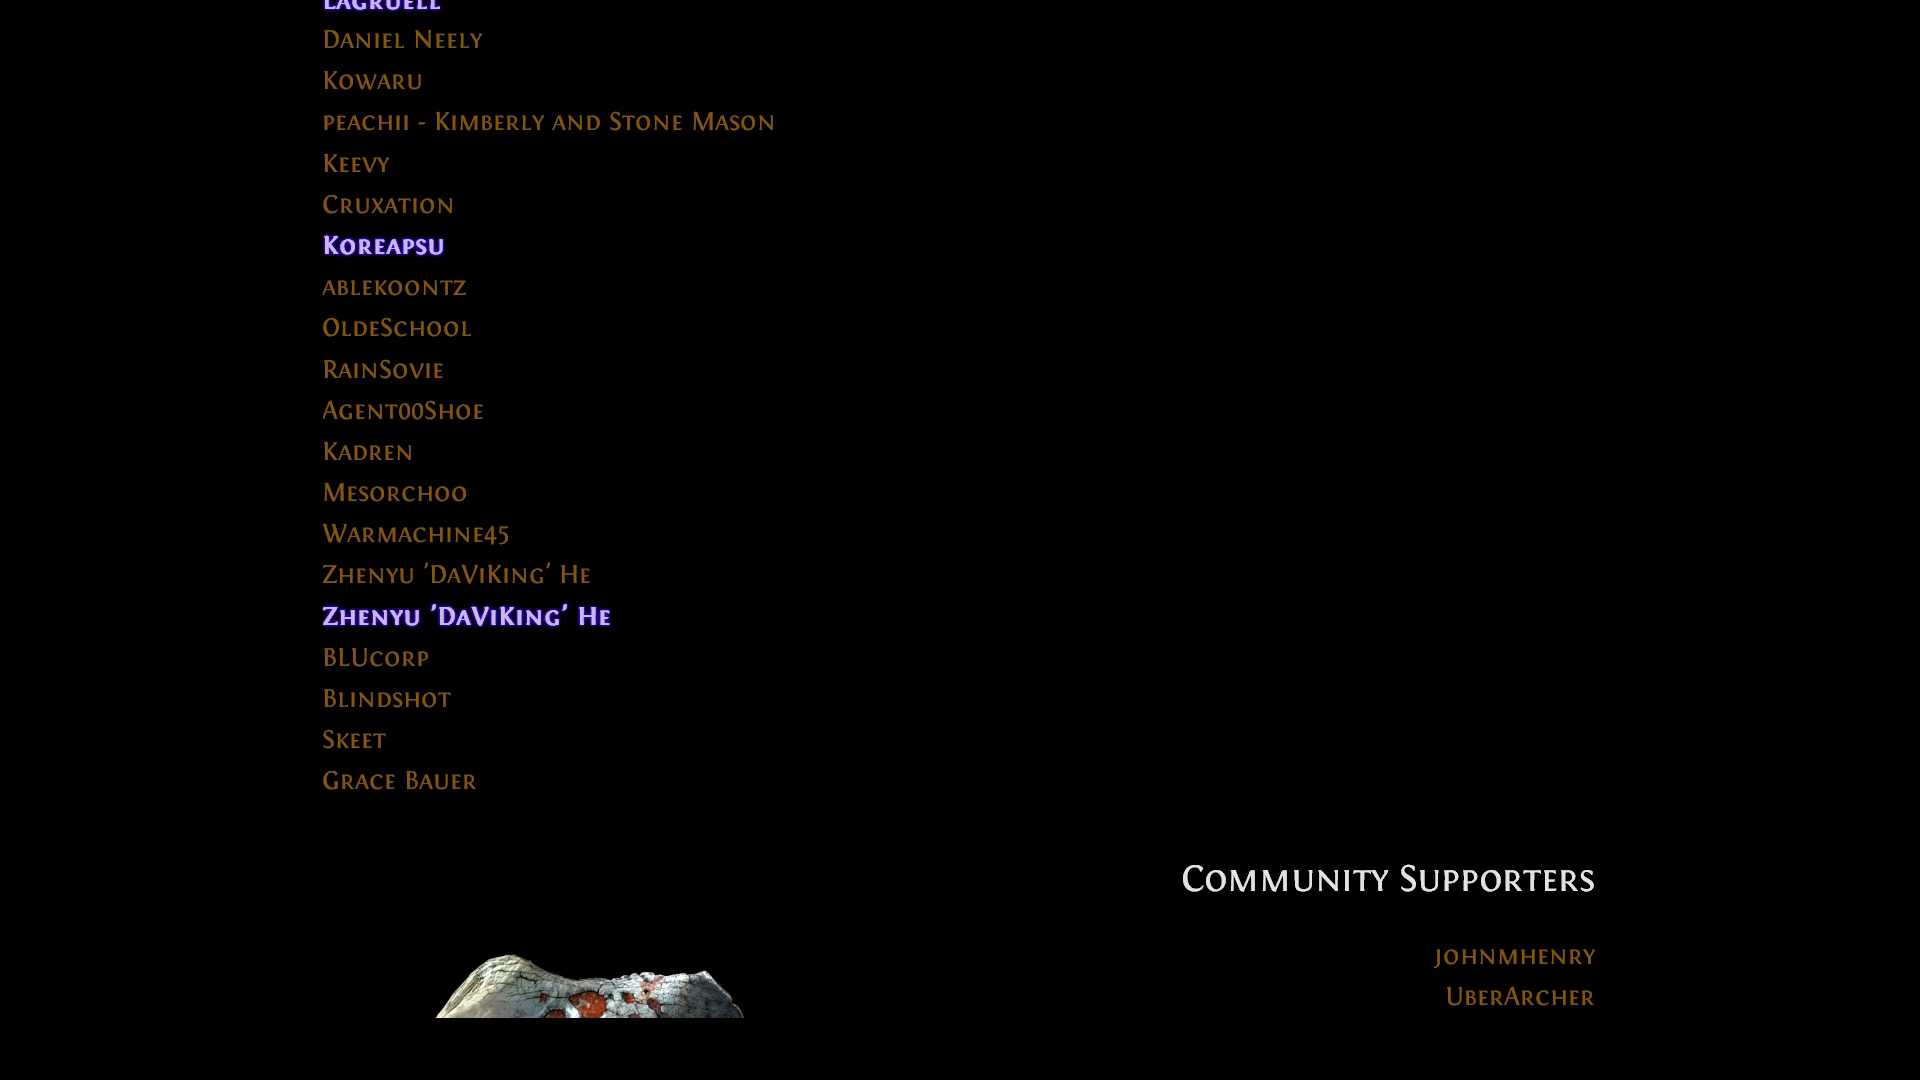 Lagruell
Daniel Neely
Kowaru
peachii - Kimberly and Stone Mason
Keevy
Cruxation
Koreapsu
ablekoontz
OldeSchool
RainSovie
Agent00Shoe
Kadren
Mesorchoo
Warmachine45
Zhenyu 'DaViKing' He
Zhenyu 'DaViKing' He
BLUcorp
Blindshot
Skeet
Grace Bauer
Community Supporters
johnmhenry
UberArcher